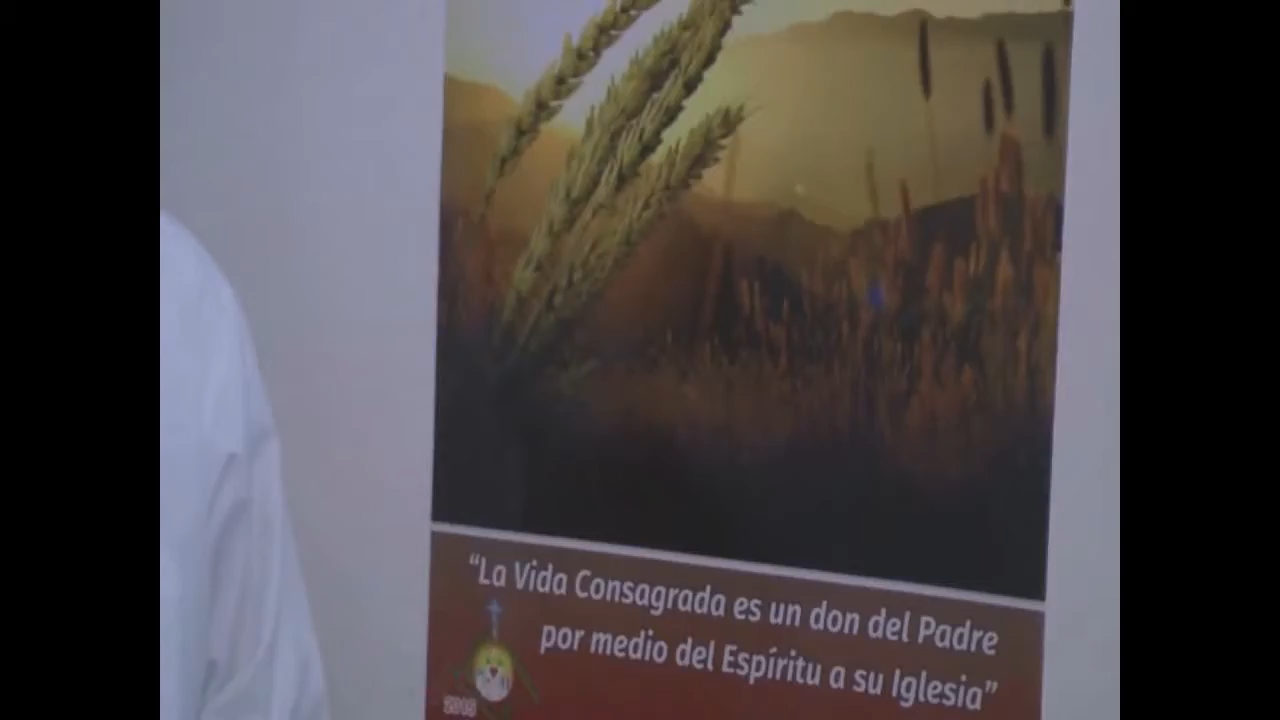 “La Vida Consagrada es un don del Padre
por medio del Espíritu a su Iglesia”